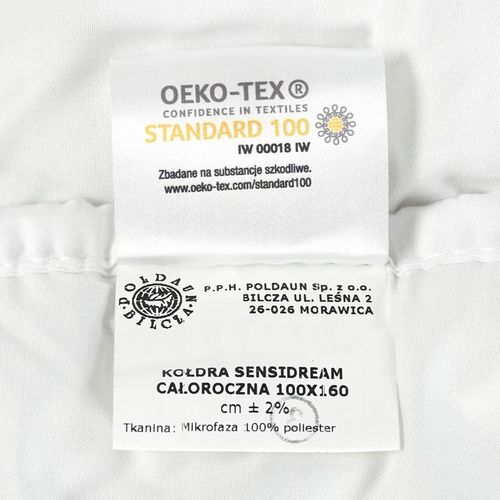 OEKO-TEX®
CONFIDENCE IN TEXTILES
STANDARD 100
IW 00018 IW
Zbadane na substancje szkodliwe.
www.oeko-tex.com/standard100
POLDAUN
BILCZA
P.P.H. POLDAUN Sp. z o.o.
BILCZA UL. LEŚNA 2
26-026 MORAWICA
KOŁDRA SENSIDREAM
CAŁOROCZNA 100X160
cm ± 2%
Tkanina: Mikrofaza 100% poliester